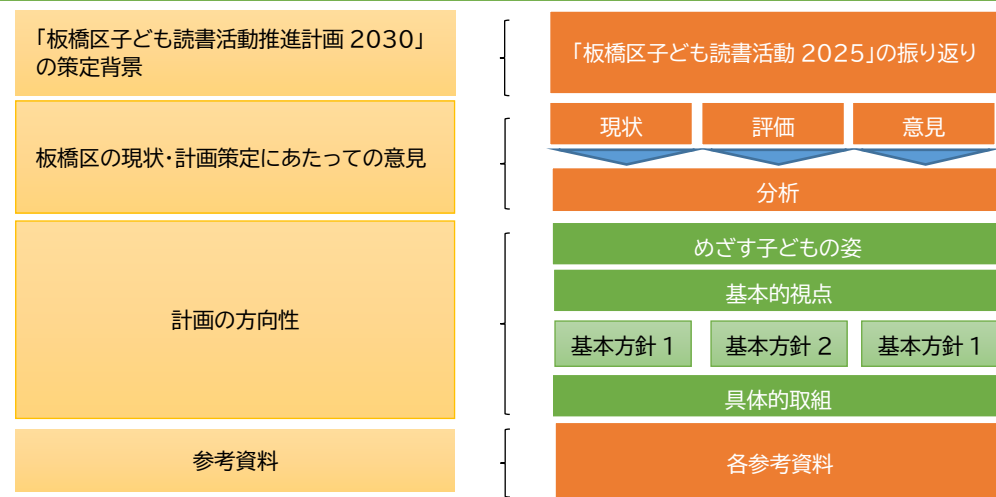 「板橋区子ども読書活動推進計画 2030」
の策定背景
「板橋区子ども読書活動 2025」の振り返り
板橋区の現状・計画策定にあたっての意見
現状
評価
意見
分析
計画の方向性
めざす子どもの姿
基本的視点
基本方針 1
基本方針 2
基本方針 1
具体的取組
参考資料
各参考資料